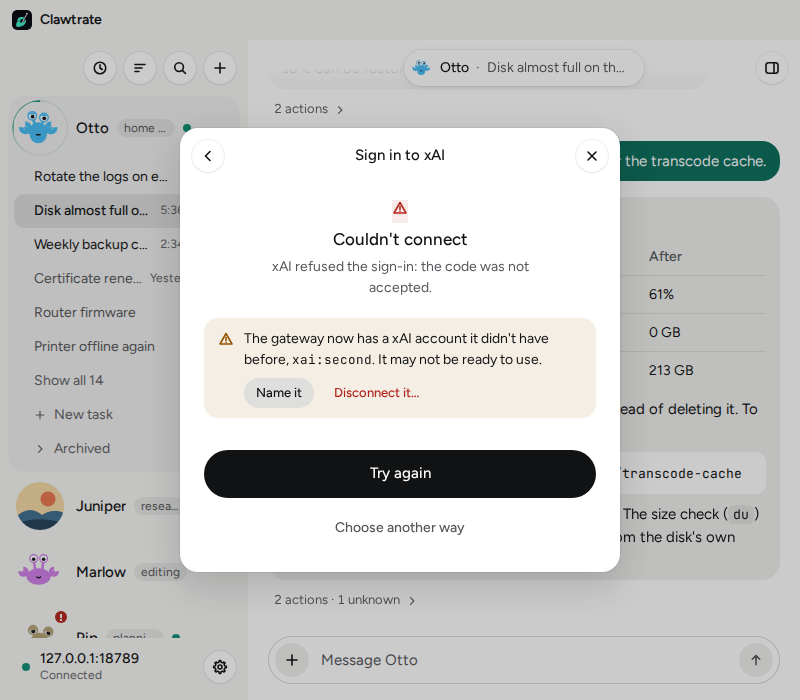 Clawtrate
Otto · Disk almost full on th...
2 actions
Otto home ...
Rotate the logs on e...
Disk almost full o... 5:36
Weekly backup c... 2:34
Certificate rene... Yeste
Router firmware
Printer offline again
Show all 14
New task
Archived
Juniper resea...
Marlow editing
Pip planni...
127.0.0.1:18789
Connected
the transcode cache.
After
61%
0 GB
213 GB
ead of deleting it. To
/transcode-cache
The size check ( du )
om the disk's own
2 actions · 1 unknown
Message Otto
Sign in to xAI
Couldn't connect
xAI refused the sign-in: the code was not
accepted.
The gateway now has a xAI account it didn't have
before, xai:second. It may not be ready to use.
Name it
Disconnect it...
Try again
Choose another way